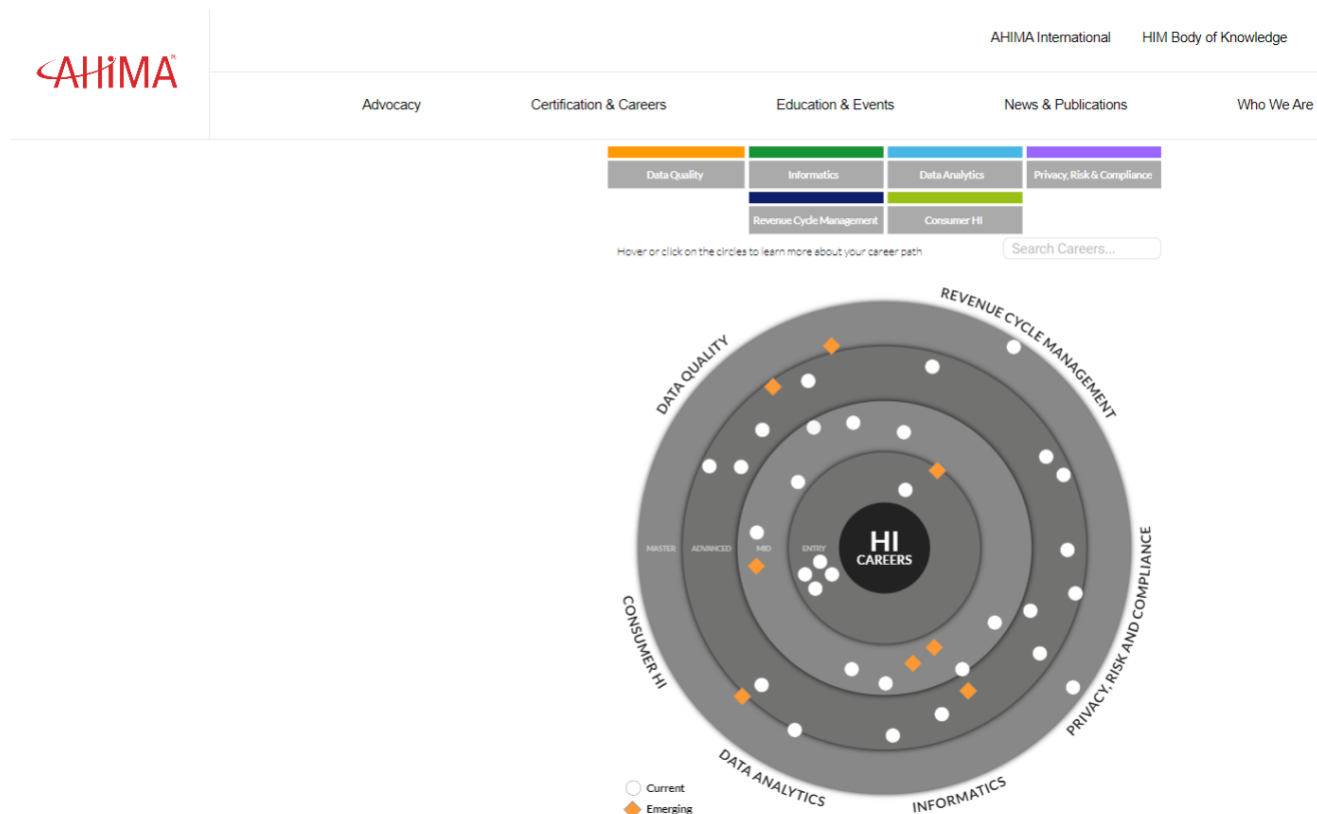 AHIMA International HIM Body of Knowledge
AHiMA®
Advocacy Certification & Careers Education & Events News & Publications Who We Are
Data Quality Informatics Data Analytics Privacy, Risk & Compliance
Revenue Cycle Management Consumer HI
Hover or click on the circles to learn more about your career path
Search Careers...
REVENUE CYCLE MANAGEMENT
DATA QUALITY
MASTER ADVANCED MID ENTRY
HI
CAREERS
PRIVACY, RISK AND COMPLIANCE
CONSUMER HI
DATA ANALYTICS
INFORMATICS
Current
Emerging